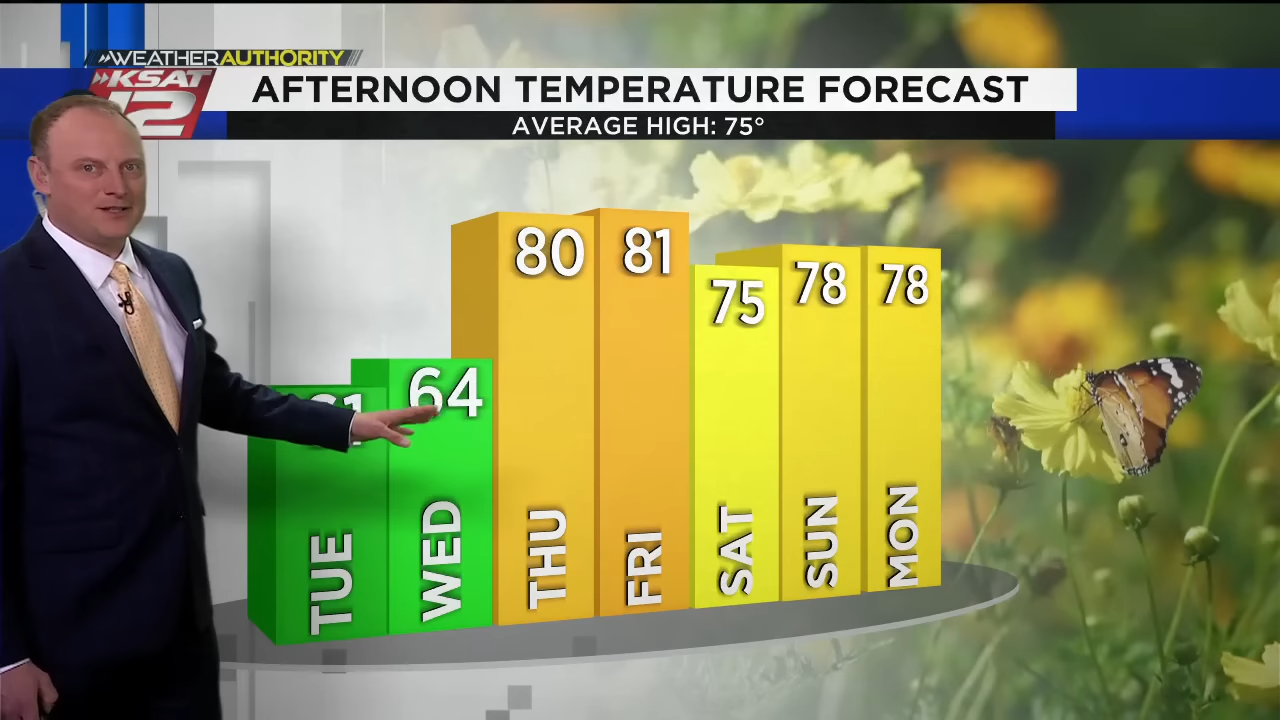 WEATHERAUTHORITY
KSAT
12
AFTERNOON TEMPERATURE FORECAST
AVERAGE HIGH: 75°
61
64
80
81
75
78
78
TUE
WED
THU
FRI
SAT
SUN
MON